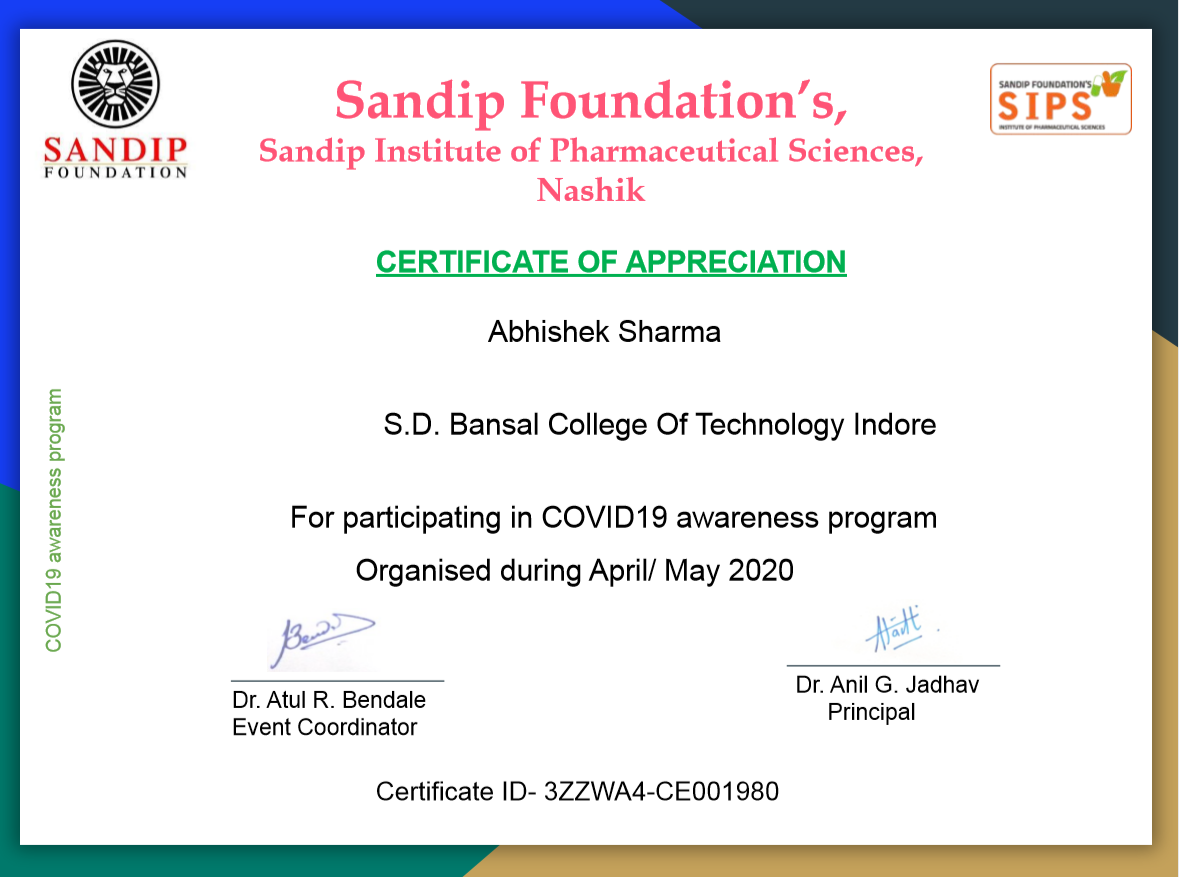 SANDIP
FOUNDATION
Sandip Foundation’s,
Sandip Institute of Pharmaceutical Sciences,
Nashik
SANDIP FOUNDATION'S
SIPS
INSTITUTE OF PHARMACEUTICAL SCIENCES
CERTIFICATE OF APPRECIATION
Abhishek Sharma
S.D. Bansal College Of Technology Indore
COVID19 awareness program
For participating in COVID19 awareness program
Organised during April/ May 2020
Dr. Atul R. Bendale
Event Coordinator
Dr. Anil G. Jadhav
Principal
Certificate ID- 3ZZWA4-CE001980